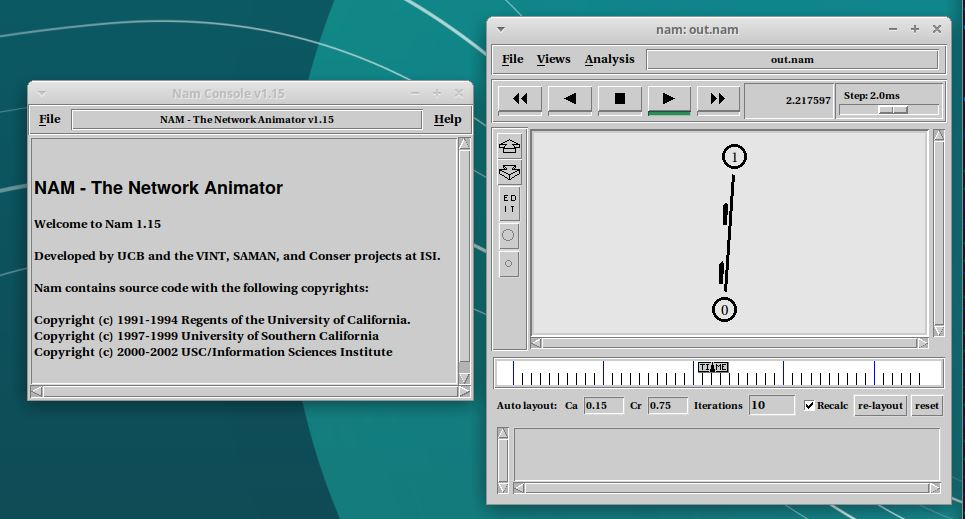 Nam Console v1.15
File
NAM - The Network Animator v1.15
Help
NAM - The Network Animator
Welcome to Nam 1.15
Developed by UCB and the VINT, SAMAN, and Conser projects at ISI.
Nam contains source code with the following copyrights:
Copyright (c) 1991-1994 Regents of the University of California.
Copyright (c) 1997-1999 University of Southern California
Copyright (c) 2000-2002 USC/Information Sciences Institute
nam: out.nam
File Views Analysis out.nam
2.217597 Step: 2.0ms
ED
IT
1
0
TIME
Auto layout: Ca 0.15 Cr 0.75 Iterations 10 Recalc re-layout reset